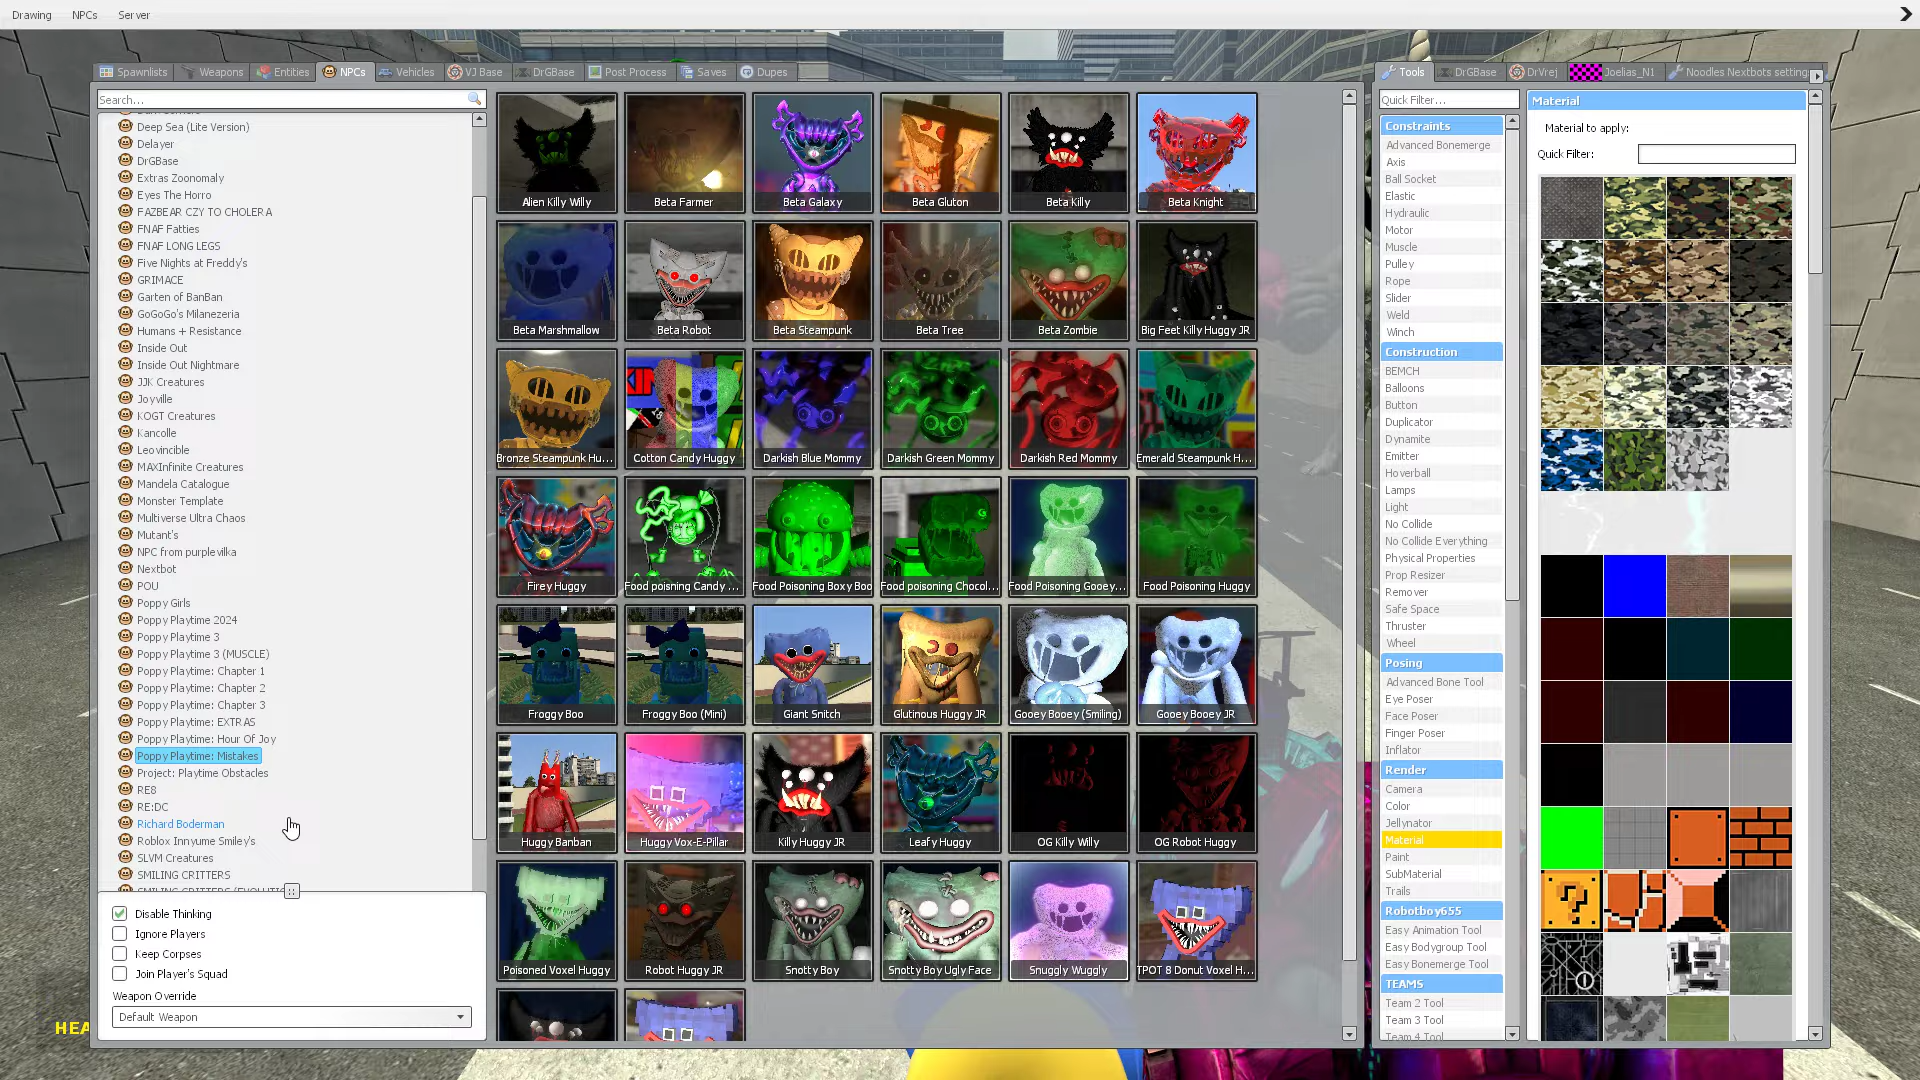 Drawing NPCs Server
Spawnlists Weapons Entities NPCs Vehicles VJ Base DrGBase Post Process Saves Dupes
Search...
Deep Sea (Lite Version)
Delayer
DrGBase
Extras Zoonomaly
Eyes The Horro
FAZBEAR CZY TO CHOLERA
FNAF Fatties
FNAF LONG LEGS
Five Nights at Freddy's
GRIMACE
Garten of BanBan
GoGoGo's Milanezeria
Humans + Resistance
Inside Out
Inside Out Nightmare
JJK Creatures
Joyville
KOGT Creatures
Kancolle
Leovincible
MAXInfinite Creatures
Mandela Catalogue
Monster Template
Multiverse Ultra Chaos
Mutant's
NPC from purplevilka
Nextbot
POU
Poppy Girls
Poppy Playtime 2024
Poppy Playtime 3
Poppy Playtime 3 (MUSCLE)
Poppy Playtime: Chapter 1
Poppy Playtime: Chapter 2
Poppy Playtime: Chapter 3
Poppy Playtime: EXTRAS
Poppy Playtime: Hour Of Joy
Poppy Playtime: Mistakes
Project: Playtime Obstacles
RE8
RE:DC
Richard Boderman
Roblox Innyume Smiley's
SLVM Creatures
SMILING CRITTERS
Disable Thinking
Ignore Players
Keep Corpses
Join Player's Squad
Weapon Override
Default Weapon
HEA
Alien Killy Willy
Beta Farmer
Beta Galaxy
Beta Gluton
Beta Killy
Beta Knight
Beta Marshmallow
Beta Robot
Beta Steampunk
Beta Tree
Beta Zombie
Big Feet Killy Huggy JR
Bronze Steampunk Hu...
Cotton Candy Huggy
Darkish Blue Mommy
Darkish Green Mommy
Darkish Red Mommy
Emerald Steampunk H...
Firey Huggy
Food poisning Candy ...
Food Poisoning Boxy Boo
Food poisoning Chocol...
Food Poisoning Gooey...
Food Poisoning Huggy
Froggy Boo
Froggy Boo (Mini)
Giant Snitch
Glutinous Huggy JR
Gooey Booey (Smiling)
Gooey Booey JR
Huggy Banban
Huggy Vox-E-Pillar
Killy Huggy JR
Leafy Huggy
OG Killy Willy
OG Robot Huggy
Poisoned Voxel Huggy
Robot Huggy JR
Snotty Boy
Snotty Boy Ugly Face
Snuggly Wuggly
TPOT 8 Donut Voxel H...
Tools DrGBase DrVrej Joelias_N1 Noodles Nextbots setting
Quick Filter...
Constraints
Advanced Bonemerge
Axis
Ball Socket
Elastic
Hydraulic
Motor
Muscle
Pulley
Rope
Slider
Weld
Winch
Construction
BEMCH
Balloons
Button
Duplicator
Dynamite
Emitter
Hoverball
Lamps
Light
No Collide
No Collide Everything
Physical Properties
Prop Resizer
Remover
Safe Space
Thruster
Wheel
Posing
Advanced Bone Tool
Eye Poser
Face Poser
Finger Poser
Inflator
Render
Camera
Color
Jellynator
Material
Paint
SubMaterial
Trails
Robotboy655
Easy Animation Tool
Easy Bodygroup Tool
Easy Bonemerge Tool
TEAMS
Team 2 Tool
Team 3 Tool
Team 4 Tool
Material
Material to apply:
Quick Filter: